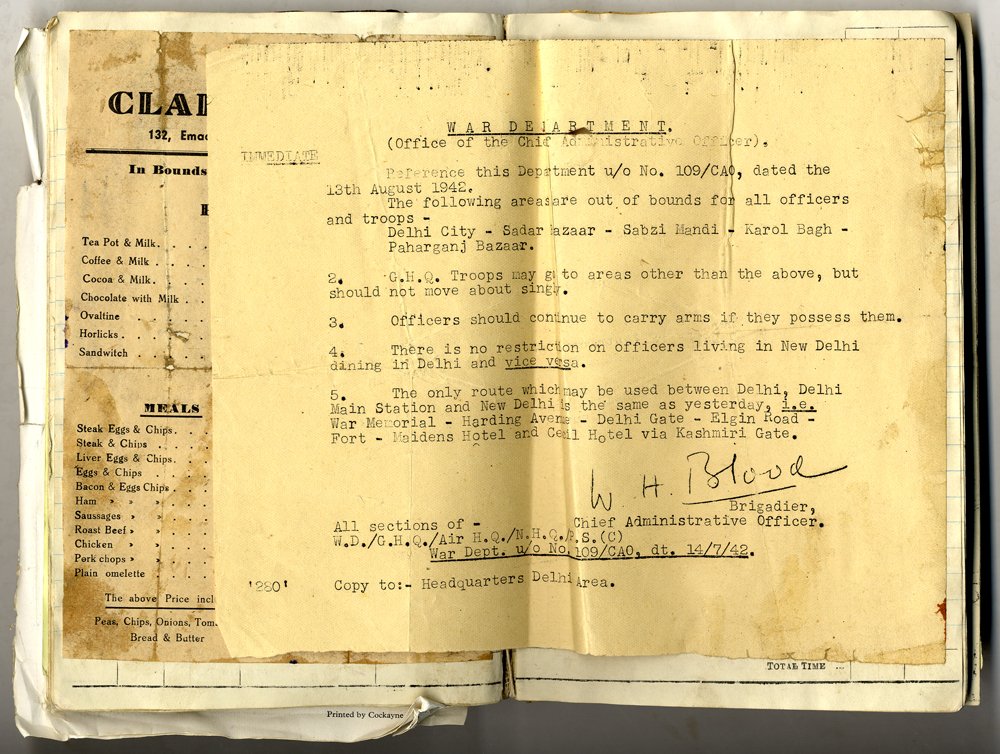 CLA
132, Emad
In Bounds
Tea Pot & Milk. . . . .
Coffee & Milk . . . . .
Cocoa & Milk. . . . .
Chocolate with Milk . . .
Ovaltine . . . . .
Horlicks . . . . .
Sandwitch . . . . .
MEALS
Steak Eggs & Chips. . . .
Steak & Chips . . . . .
Liver Eggs & Chips. . . .
Eggs & Chips . . . . .
Bacon & Eggs Chips . . . .
Ham » » . . .
Saussages » » . . .
Roast Beef » » . . .
Chicken » » . . .
Perk chops » » . . .
Plain omelette . . . . .
The above Price incl
Peas, Chips, Onions, Tom
Bread & Butter
WAR DEPARTMENT.
(Office of the Chief Administrative Officer).
IMMEDIATE
Reference this Department u/o No. 109/CAO, dated the
13th August 1942.
The following areas are out of bounds for all officers
and troops -
Delhi City - Sadar Bazaar - Sabzi Mandi - Karol Bagh -
Paharganj Bazaar.
2. G.H.Q. Troops may go to areas other than the above, but
should not move about singly.
3. Officers should continue to carry arms if they possess them.
4. There is no restriction on officers living in New Delhi
dining in Delhi and vice vesa.
5. The only route which may be used between Delhi, Delhi
Main Station and New Delhi is the same as yesterday, i.e.
War Memorial - Harding Avenue - Delhi Gate - Elgin Road -
Fort - Maidens Hotel and Cecil Hotel via Kashmiri Gate.
W. H. Blood
Brigadier,
Chief Administrative Officer.
All sections of -
W.D./G.H.Q./Air H.Q./N.H.Q./ .S.(C)
War Dept. u/o No. 109/CAO, dt. 14/7/42.
'280'
Copy to:- Headquarters Delhi Area.
TOTAL TIME ...
Printed by Cockayne